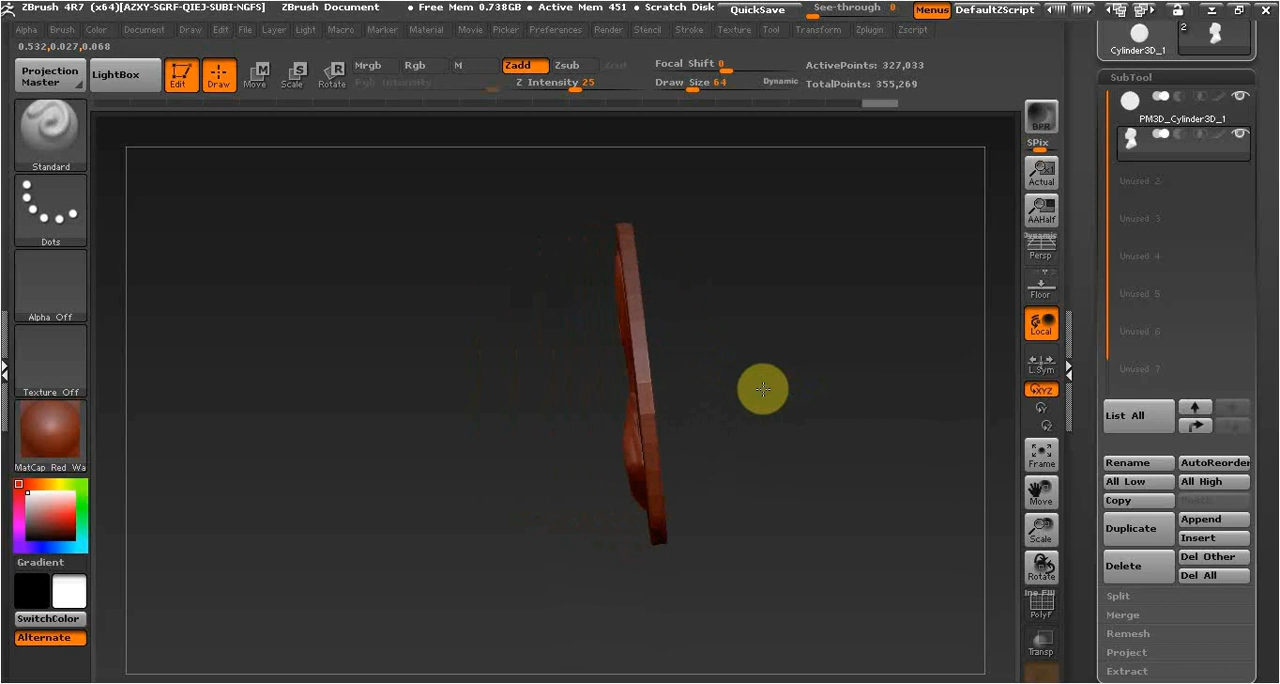 ZBrush 4R7 (x64)[AZXY-SGRF-QIEJ-SUBI-NGFS] ZBrush Document • Free Mem 0.738GB • Active Mem 451 • Scratch Disk QuickSave See-through 0 Menus DefaultZScript
Alpha Brush Color Document Draw Edit File Layer Light Macro Marker Material Movie Picker Preferences Render Stencil Stroke Texture Tool Transform Zplugin Zscript
0.532,0.027,0.068
Projection Master
LightBox
Edit
Draw
Move
Scale
Rotate
Mrgb Rgb M Zadd Zsub Zcut
Rgb Intensity
Z Intensity 25
Focal Shift 0
Draw Size 64 Dynamic
ActivePoints: 327,033
TotalPoints: 355,269
Standard
Dots
Alpha Off
Texture Off
MatCap Red Wa
Gradient
SwitchColor
Alternate
BPR
SPix
Actual
AAHalf
Dynamic
Persp
Floor
Local
L.Sym
XYZ
Frame
Move
Scale
Rotate
Line Fill
PolyF
Transp
Cylinder3D_1
2
SubTool
PM3D_Cylinder3D_1
Unused 2
Unused 3
Unused 4
Unused 5
Unused 6
Unused 7
List All
Rename AutoReorder
All Low All High
Copy Paste
Duplicate Append
Insert
Delete Del Other
Del All
Split
Merge
Remesh
Project
Extract